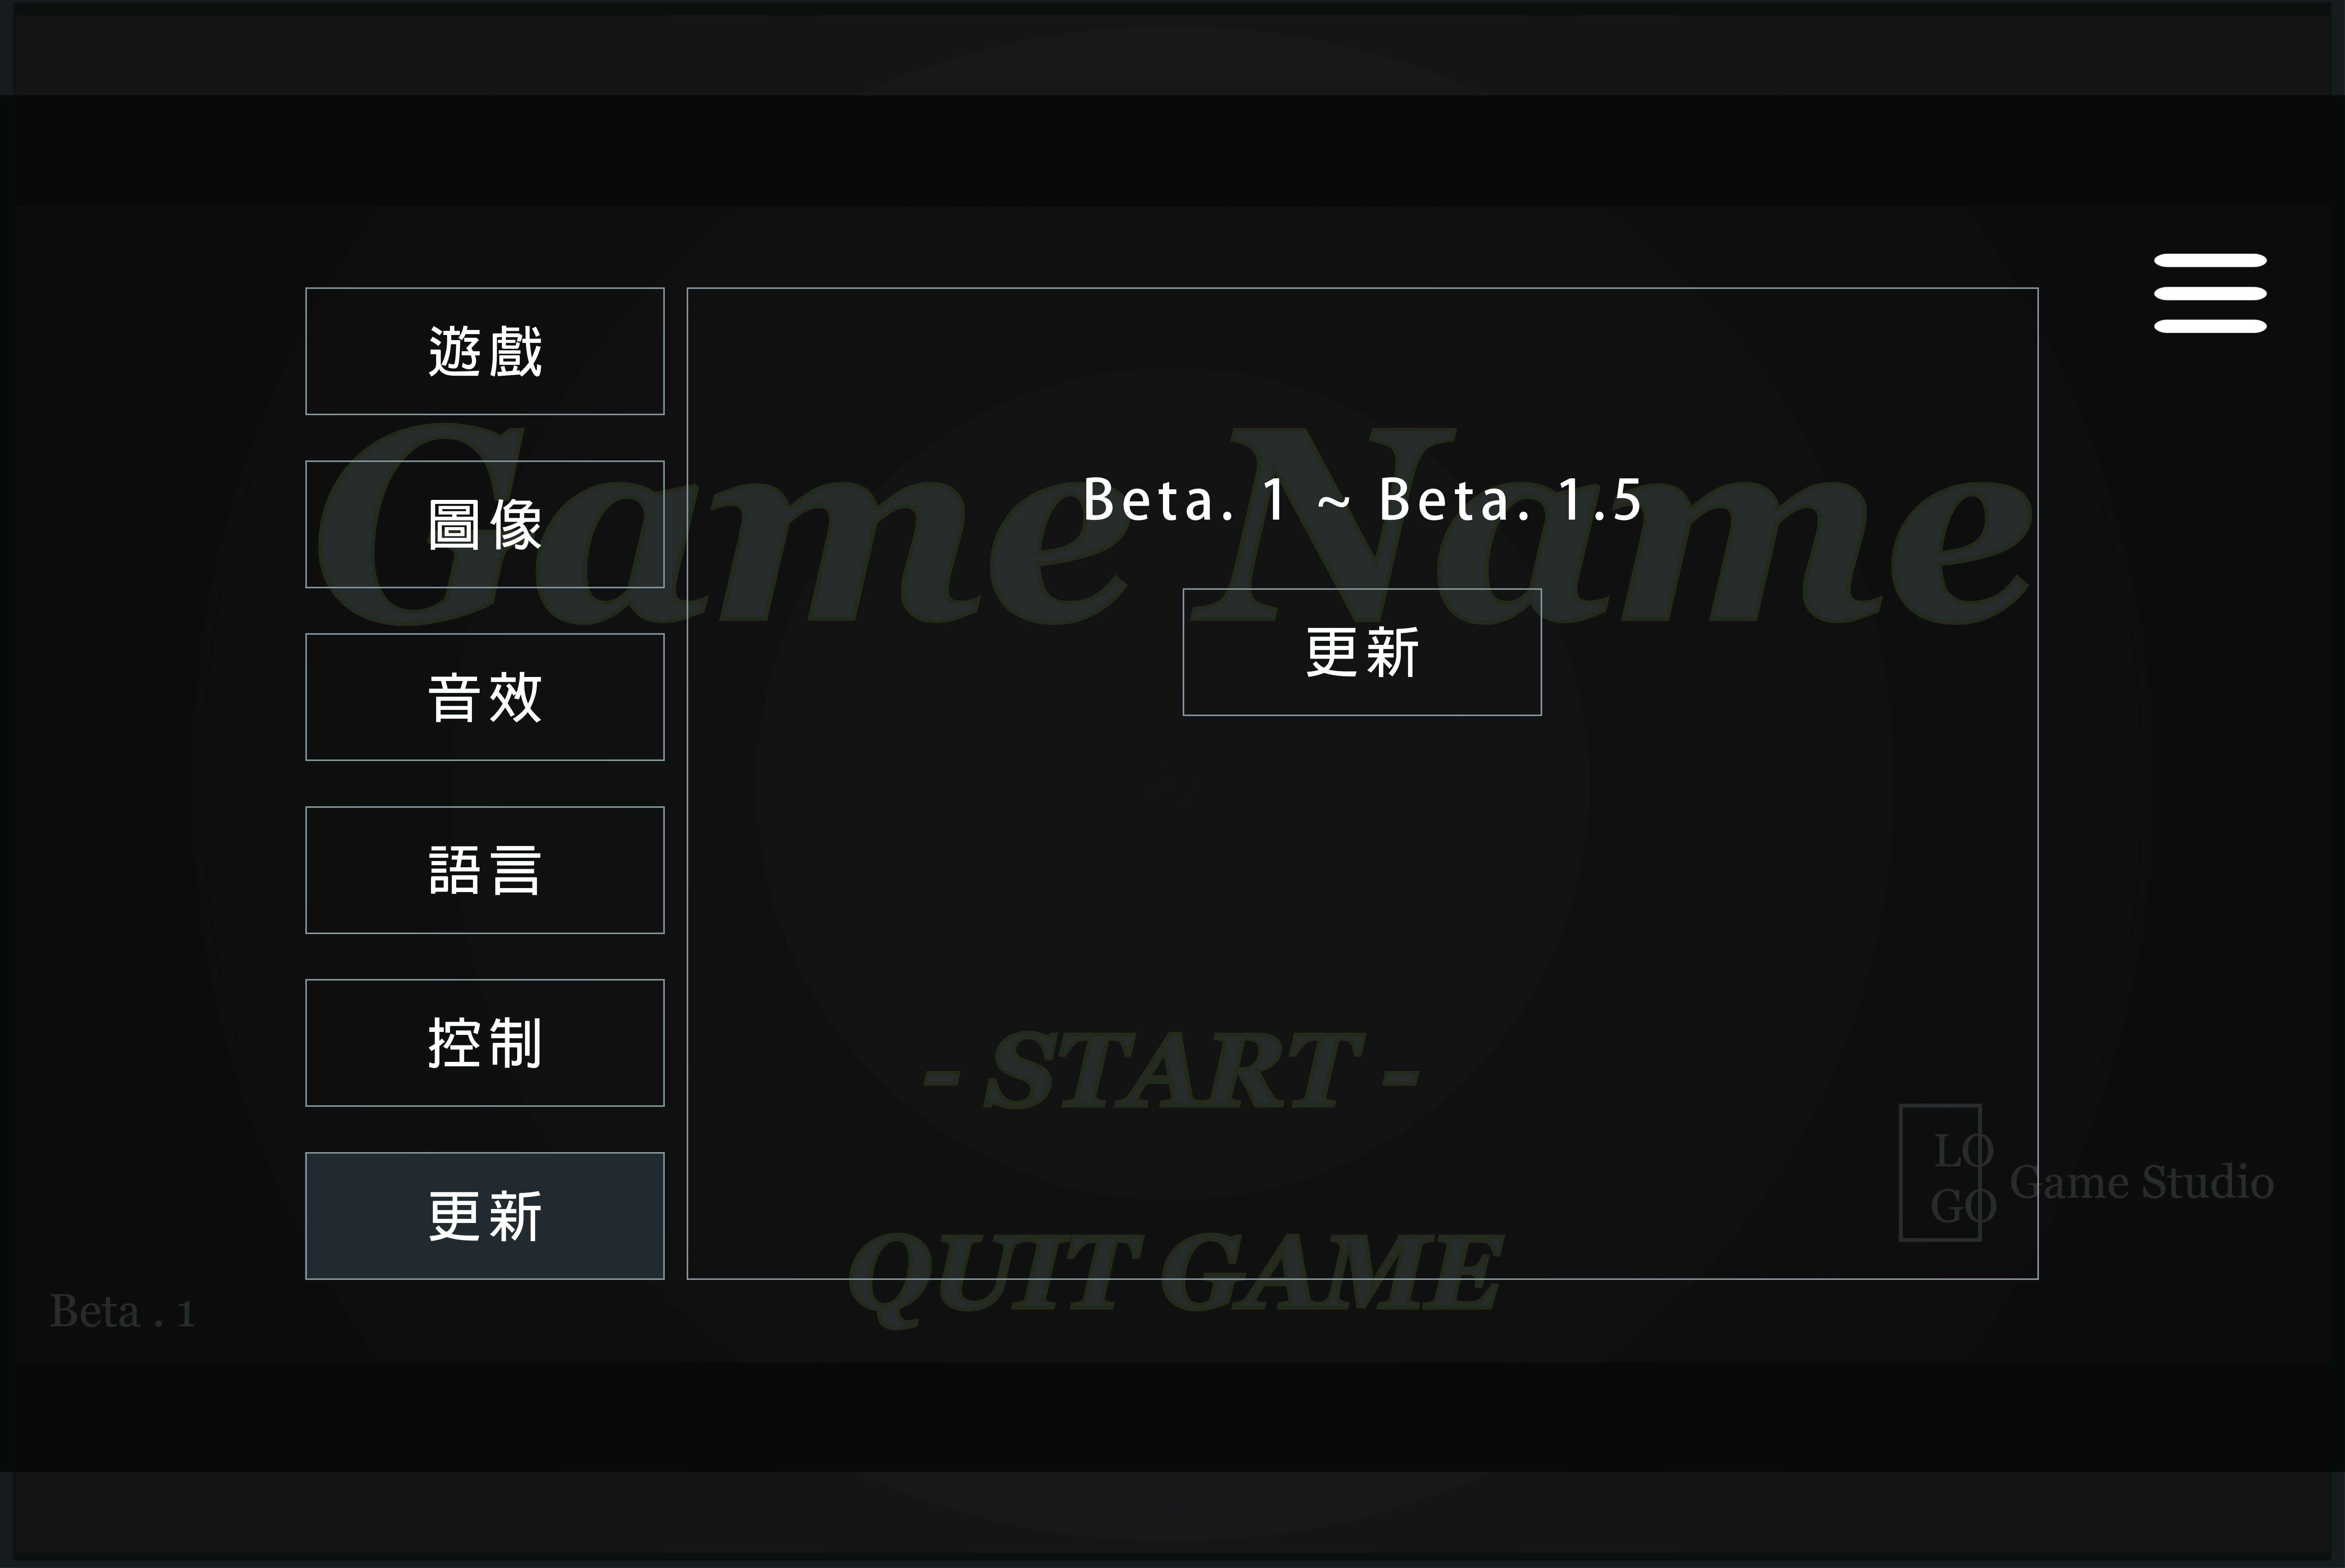 遊戲
圖像
音效
語言
控制
更新
Game Name
Beta. 1 ~ Beta. 1.5
更新
- START -
QUIT GAME
LO
GO
Game Studio
Beta . 1